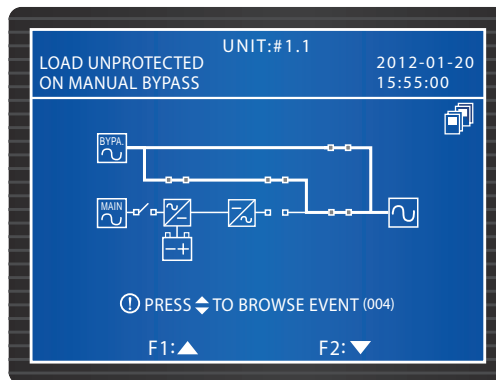 UNIT:#1.1
LOAD UNPROTECTED
ON MANUAL BYPASS
2012-01-20
15:55:00
BYPA.
MAIN
PRESS TO BROWSE EVENT (004)
F1: F2: